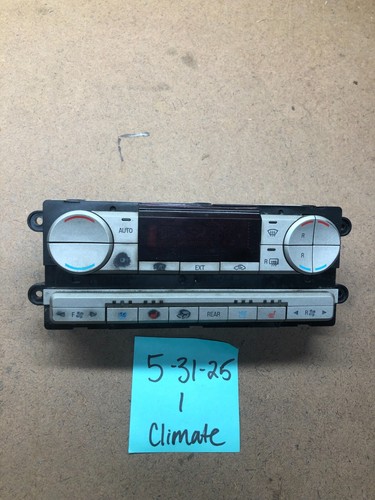 AUTO
R
EXT
R
R
F
REAR
R
5-31-25
1
Climate